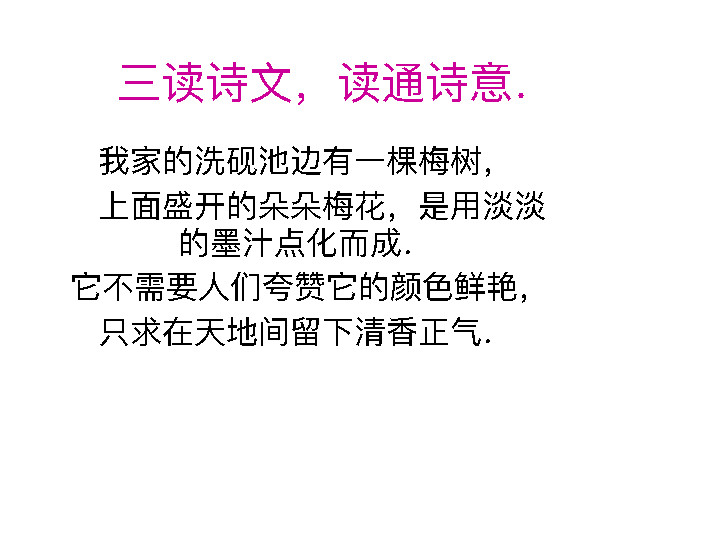 三读诗文，读通诗意．
我家的洗砚池边有一棵梅树，
上面盛开的朵朵梅花，是用淡淡
的墨汁点化而成．
它不需要人们夸赞它的颜色鲜艳，
只求在天地间留下清香正气．